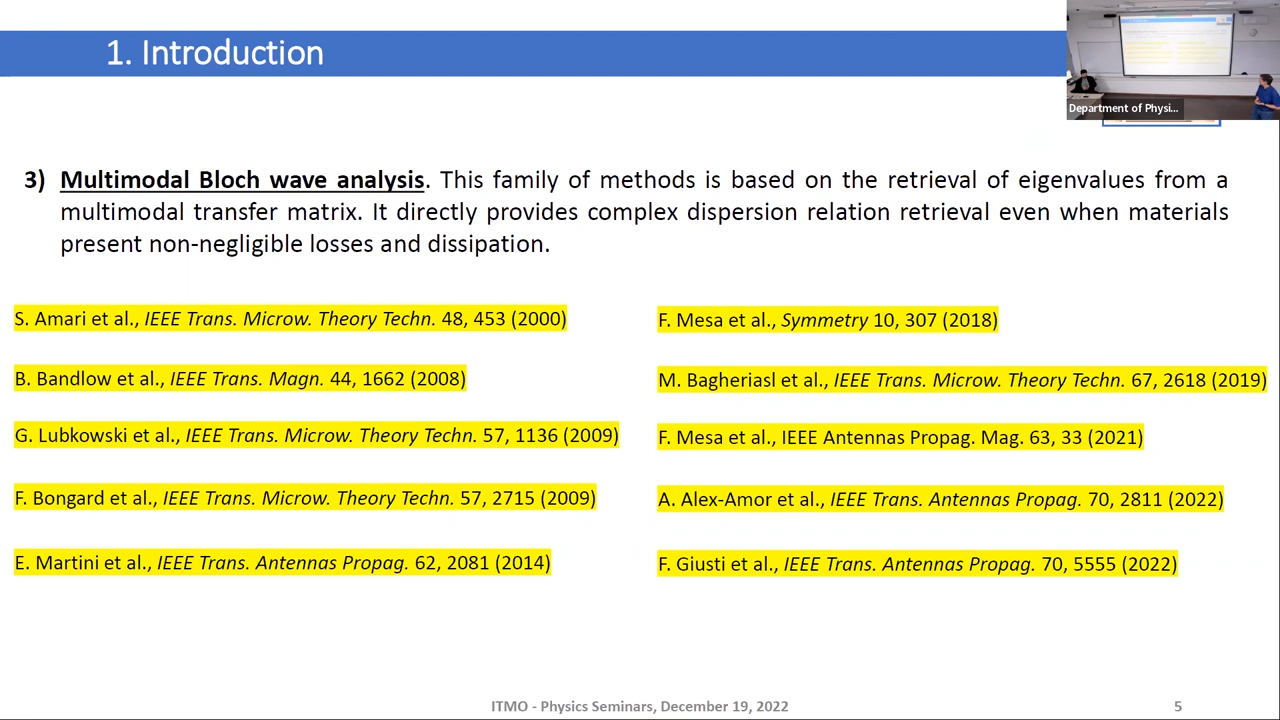 1. Introduction
Department of Physi...
3) Multimodal Bloch wave analysis. This family of methods is based on the retrieval of eigenvalues from a
multimodal transfer matrix. It directly provides complex dispersion relation retrieval even when materials
present non-negligible losses and dissipation.
S. Amari et al., IEEE Trans. Microw. Theory Techn. 48, 453 (2000)
B. Bandlow et al., IEEE Trans. Magn. 44, 1662 (2008)
G. Lubkowski et al., IEEE Trans. Microw. Theory Techn. 57, 1136 (2009)
F. Bongard et al., IEEE Trans. Microw. Theory Techn. 57, 2715 (2009)
E. Martini et al., IEEE Trans. Antennas Propag. 62, 2081 (2014)
F. Mesa et al., Symmetry 10, 307 (2018)
M. Bagheriasl et al., IEEE Trans. Microw. Theory Techn. 67, 2618 (2019)
F. Mesa et al., IEEE Antennas Propag. Mag. 63, 33 (2021)
A. Alex-Amor et al., IEEE Trans. Antennas Propag. 70, 2811 (2022)
F. Giusti et al., IEEE Trans. Antennas Propag. 70, 5555 (2022)
ITMO - Physics Seminars, December 19, 2022
5